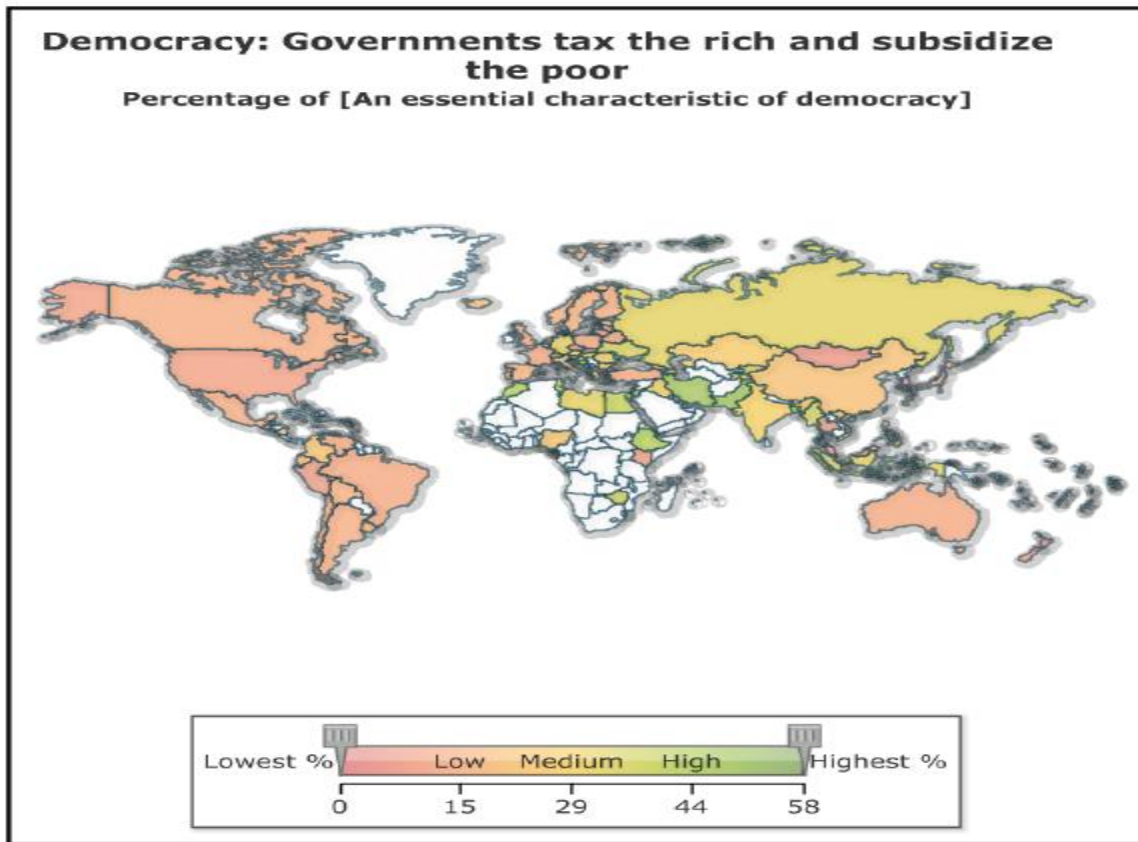 Democracy: Governments tax the rich and subsidize
the poor
Percentage of [An essential characteristic of democracy]
Lowest % Low Medium High Highest %
0 15 29 44 58